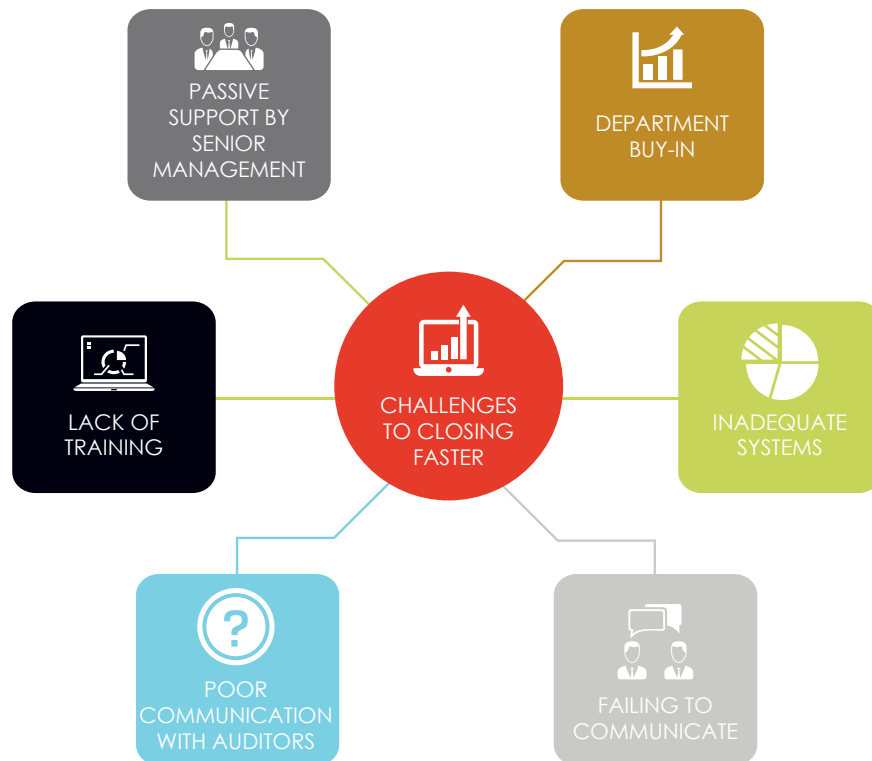 PASSIVE
SUPPORT BY
SENIOR
MANAGEMENT
DEPARTMENT
BUY-IN
CHALLENGES
TO CLOSING
FASTER
LACK OF
TRAINING
INADEQUATE
SYSTEMS
?
POOR
COMMUNICATION
WITH AUDITORS
FAILING TO
COMMUNICATE